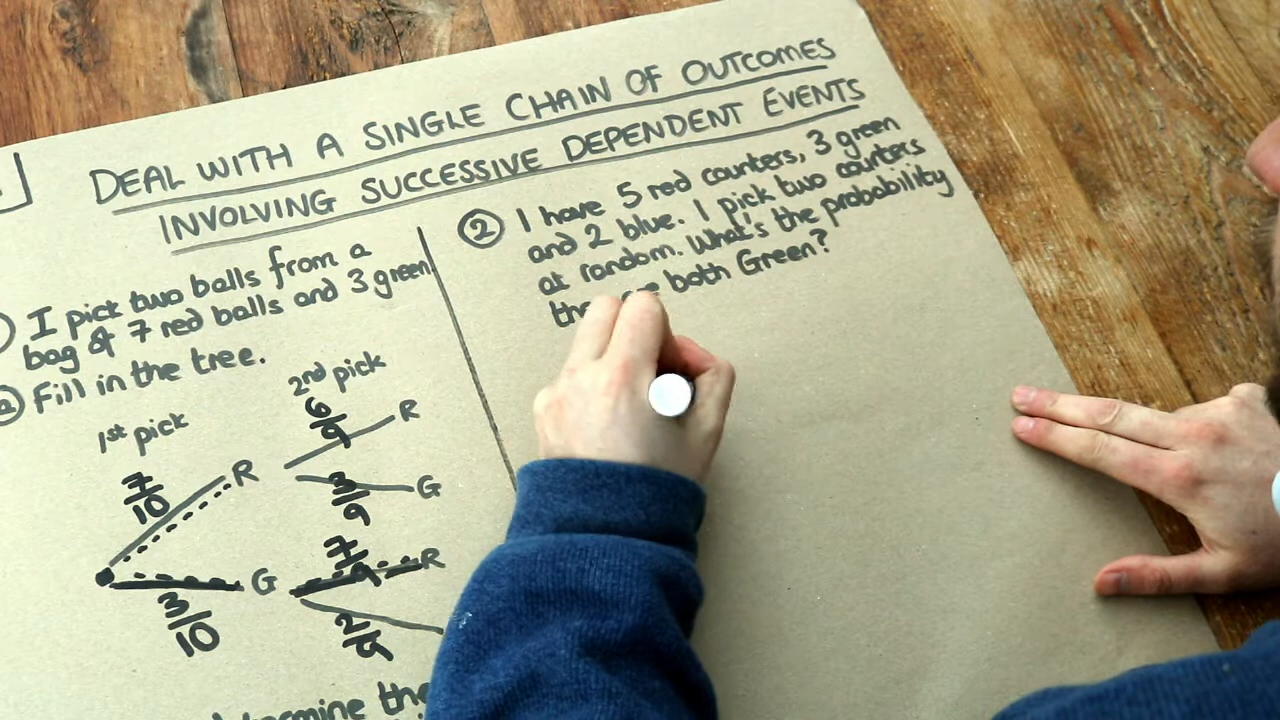 DEAL WITH A SINGLE CHAIN OF OUTCOMES
INVOLVING SUCCESSIVE DEPENDENT EVENTS
I pick two balls from a
bag of 7 red balls and 3 green
a Fill in the tree.
1st pick
2nd pick
7/10
R
3/10
G
6/9
R
3/9
G
7/9
R
2/9
2 I have 5 red counters, 3 green
and 2 blue. I pick two counters
at random. What's the probability
both Green?